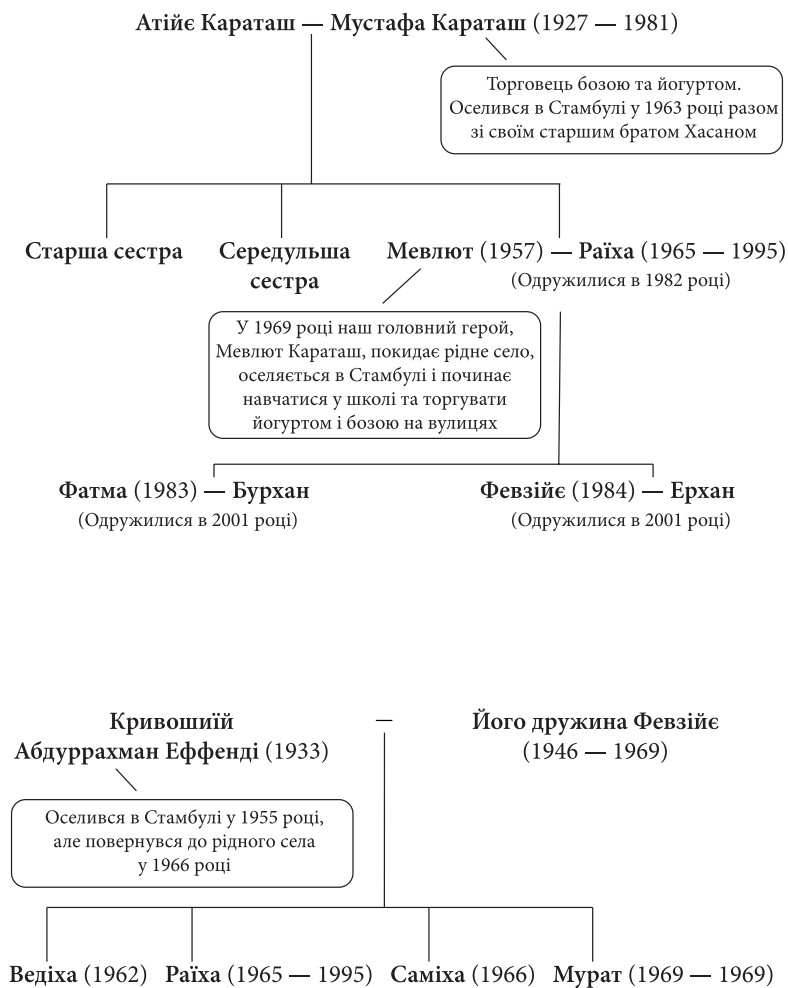 Атійє Караташ — Мустафа Караташ (1927 — 1981)
Торговець бозою та йогуртом.
Оселився в Стамбулі у 1963 році разом
зі своїм старшим братом Хасаном
Старша сестра
Середульша
сестра
Мевлют (1957) — Раїха (1965 — 1995)
(Одружилися в 1982 році)
У 1969 році наш головний герой,
Мевлют Караташ, покидає рідне село,
оселяється в Стамбулі і починає
навчатися у школі та торгувати
йогуртом і бозою на вулицях
Фатма (1983) — Бурхан
(Одружилися в 2001 році)
Февзійє (1984) — Ерхан
(Одружилися в 2001 році)
Кривошиїй
Абдуррахман Еффенді (1933)
—
Його дружина Февзійє
(1946 — 1969)
Оселився в Стамбулі у 1955 році,
але повернувся до рідного села
у 1966 році
Ведіха (1962)
Раїха (1965 — 1995)
Саміха (1966)
Мурат (1969 — 1969)